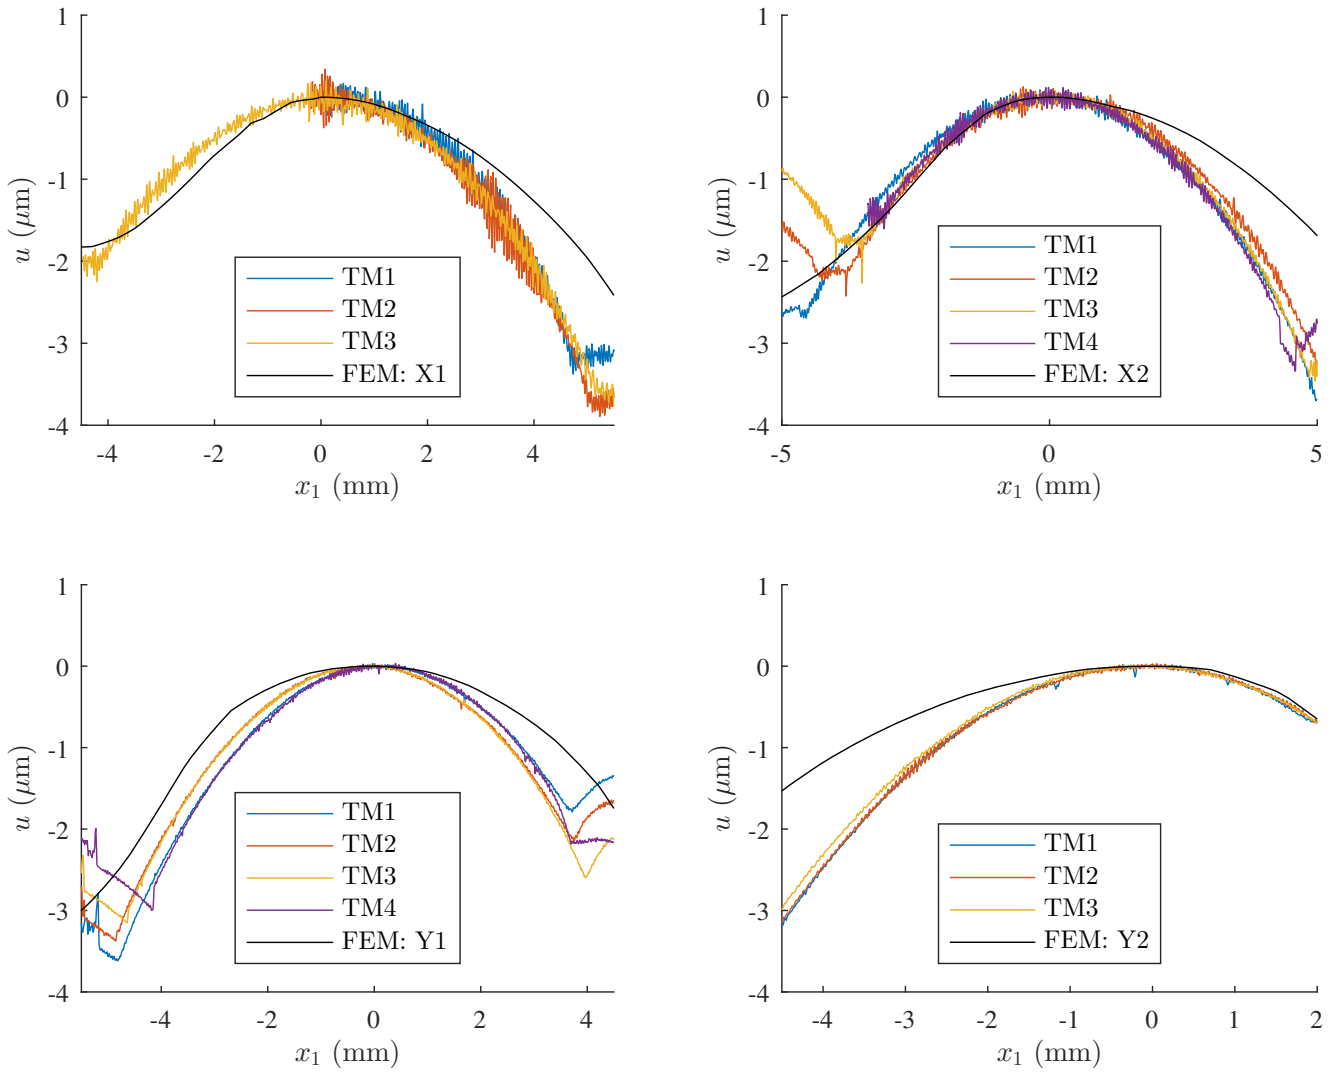 1
0
-1
-2
-3
-4
u (μm)
-4 -2 0 2 4
x₁ (mm)
TM1
TM2
TM3
FEM: X1
1
0
-1
-2
-3
-4
u (μm)
-5 0 5
x₁ (mm)
TM1
TM2
TM3
TM4
FEM: X2
1
0
-1
-2
-3
-4
u (μm)
-4 -2 0 2 4
x₁ (mm)
TM1
TM2
TM3
TM4
FEM: Y1
1
0
-1
-2
-3
-4
u (μm)
-4 -3 -2 -1 0 1 2
x₁ (mm)
TM1
TM2
TM3
FEM: Y2